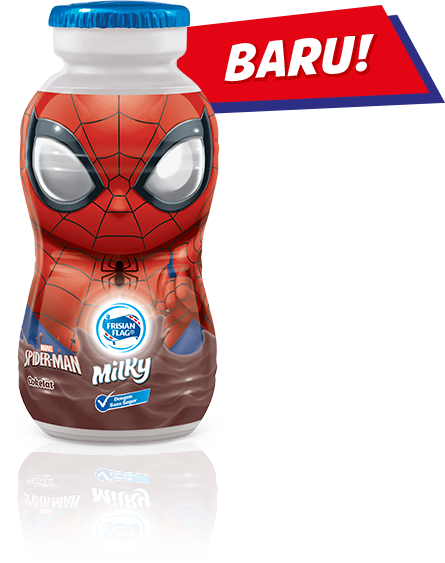 BARU!
FRISIAN
FLAG®
MARVEL
SPIDER-MAN
Milky
Cokelat
Dengan
Susu Segar